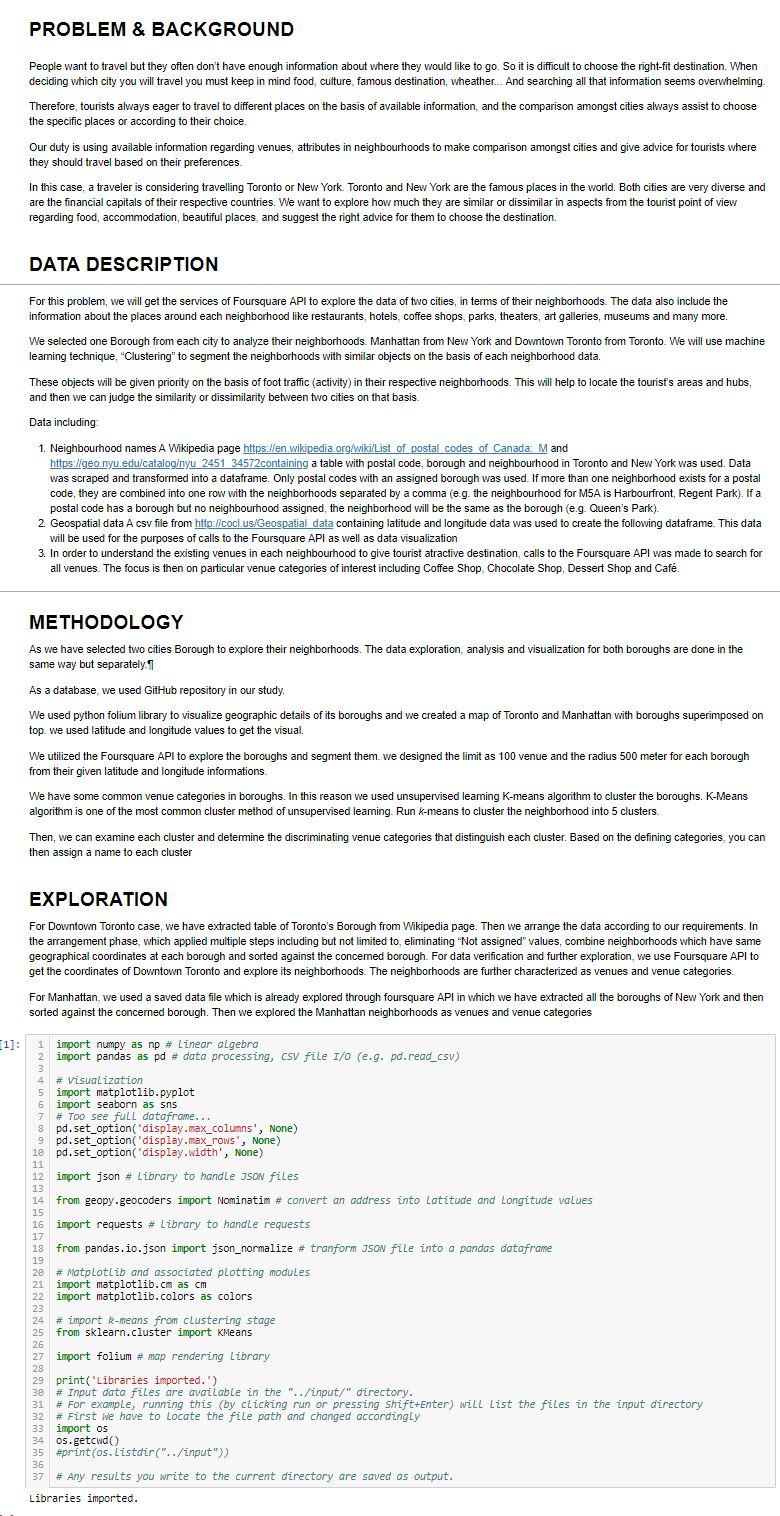 PROBLEM & BACKGROUND
People want to travel but they often don't have enough information about where they would like to go. So it is difficult to choose the right-fit destination. When
deciding which city you will travel you must keep in mind food, culture, famous destination, wheather... And searching all that information seems overwhelming.
Therefore, tourists always eager to travel to different places on the basis of available information, and the comparison amongst cities always assist to choose
the specific places or according to their choice.
Our duty is using available information regarding venues, attributes in neighbourhoods to make comparison amongst cities and give advice for tourists where
they should travel based on their preferences.
In this case, a traveler is considering travelling Toronto or New York. Toronto and New York are the famous places in the world. Both cities are very diverse and
are the financial capitals of their respective countries. We want to explore how much they are similar or dissimilar in aspects from the tourist point of view
regarding food, accommodation, beautiful places, and suggest the right advice for them to choose the destination.
DATA DESCRIPTION
For this problem, we will get the services of Foursquare API to explore the data of two cities, in terms of their neighborhoods. The data also include the
information about the places around each neighborhood like restaurants, hotels, coffee shops, parks, theaters, art galleries, museums and many more.
We selected one Borough from each city to analyze their neighborhoods. Manhattan from New York and Downtown Toronto from Toronto. We will use machine
learning technique, "Clustering" to segment the neighborhoods with similar objects on the basis of each neighborhood data.
These objects will be given priority on the basis of foot traffic (activity) in their respective neighborhoods. This will help to locate the tourist's areas and hubs,
and then we can judge the similarity or dissimilarity between two cities on that basis.
Data including:
1. Neighbourhood names A Wikipedia page https://en.wikipedia.org/wiki/List_of_postal_codes_of_Canada:_M and
https://geo.nyu.edu/catalog/nyu_2451_34572containing a table with postal code, borough and neighbourhood in Toronto and New York was used. Data
was scraped and transformed into a dataframe. Only postal codes with an assigned borough was used. If more than one neighborhood exists for a postal
code, they are combined into one row with the neighborhoods separated by a comma (e.g. the neighbourhood for M5A is Harbourfront, Regent Park). If a
postal code has a borough but no neighbourhood assigned, the neighborhood will be the same as the borough (e.g. Queen's Park).
2. Geospatial data A csv file from http://cocl.us/Geospatial_data containing latitude and longitude data was used to create the following dataframe. This data
will be used for the purposes of calls to the Foursquare API as well as data visualization
3. In order to understand the existing venues in each neighbourhood to give tourist atractive destination, calls to the Foursquare API was made to search for
all venues. The focus is then on particular venue categories of interest including Coffee Shop, Chocolate Shop, Dessert Shop and Café.
METHODOLOGY
As we have selected two cities Borough to explore their neighborhoods. The data exploration, analysis and visualization for both boroughs are done in the
same way but separately.¶
As a database, we used GitHub repository in our study.
We used python folium library to visualize geographic details of its boroughs and we created a map of Toronto and Manhattan with boroughs superimposed on
top. we used latitude and longitude values to get the visual.
We utilized the Foursquare API to explore the boroughs and segment them. we designed the limit as 100 venue and the radius 500 meter for each borough
from their given latitude and longitude informations.
We have some common venue categories in boroughs. In this reason we used unsupervised learning K-means algorithm to cluster the boroughs. K-Means
algorithm is one of the most common cluster method of unsupervised learning. Run k-means to cluster the neighborhood into 5 clusters.
Then, we can examine each cluster and determine the discriminating venue categories that distinguish each cluster. Based on the defining categories, you can
then assign a name to each cluster
EXPLORATION
For Downtown Toronto case, we have extracted table of Toronto's Borough from Wikipedia page. Then we arrange the data according to our requirements. In
the arrangement phase, which applied multiple steps including but not limited to, eliminating "Not assigned" values, combine neighborhoods which have same
geographical coordinates at each borough and sorted against the concerned borough. For data verification and further exploration, we use Foursquare API to
get the coordinates of Downtown Toronto and explore its neighborhoods. The neighborhoods are further characterized as venues and venue categories.
For Manhattan, we used a saved data file which is already explored through foursquare API in which we have extracted all the boroughs of New York and then
sorted against the concerned borough. Then we explored the Manhattan neighborhoods as venues and venue categories
[1]: 1 import numpy as np # linear algebra
2 import pandas as pd # data processing, CSV file I/O (e.g. pd.read_csv)
3
4 # Visualization
5 import matplotlib.pyplot
6 import seaborn as sns
7 # Too see full dataframe...
8 pd.set_option('display.max_columns', None)
9 pd.set_option('display.max_rows', None)
10 pd.set_option('display.width', None)
11
12 import json # library to handle JSON files
13
14 from geopy.geocoders import Nominatim # convert an address into latitude and longitude values
15
16 import requests # library to handle requests
17
18 from pandas.io.json import json_normalize # tranform JSON file into a pandas dataframe
19
20 # Matplotlib and associated plotting modules
21 import matplotlib.cm as cm
22 import matplotlib.colors as colors
23
24 # import k-means from clustering stage
25 from sklearn.cluster import KMeans
26
27 import folium # map rendering library
28
29 print('Libraries imported.')
30 # Input data files are available in the "../input/" directory.
31 # For example, running this (by clicking run or pressing Shift+Enter) will list the files in the input directory
32 # First We have to locate the file path and changed accordingly
33 import os
34 os.getcwd()
35 #print(os.listdir("../input"))
36
37 # Any results you write to the current directory are saved as output.
Libraries imported.